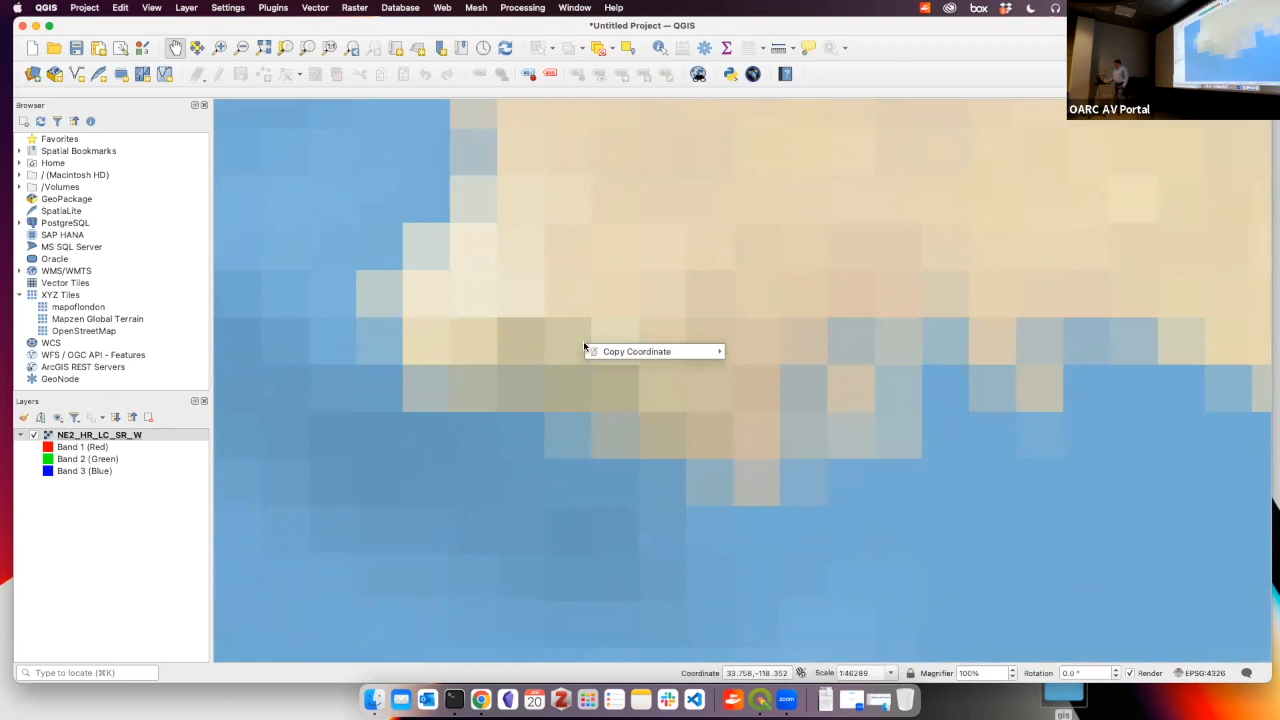 QGIS Project Edit View Layer Settings Plugins Vector Raster Database Web Mesh Processing Window Help
box
*Untitled Project — QGIS
OARC AV Portal
Browser
Favorites
Spatial Bookmarks
Home
/ (Macintosh HD)
/Volumes
GeoPackage
SpatiaLite
PostgreSQL
SAP HANA
MS SQL Server
Oracle
WMS/WMTS
Vector Tiles
XYZ Tiles
mapoflondon
Mapzen Global Terrain
OpenStreetMap
WCS
WFS / OGC API - Features
ArcGIS REST Servers
GeoNode
Copy Coordinate
Layers
NE2_HR_LC_SR_W
Band 1 (Red)
Band 2 (Green)
Band 3 (Blue)
Type to locate (⌘K)
Coordinate 33.758,-118.352 Scale 1:46289 Magnifier 100% Rotation 0.0 ° Render EPSG:4326
20
zoom
gis